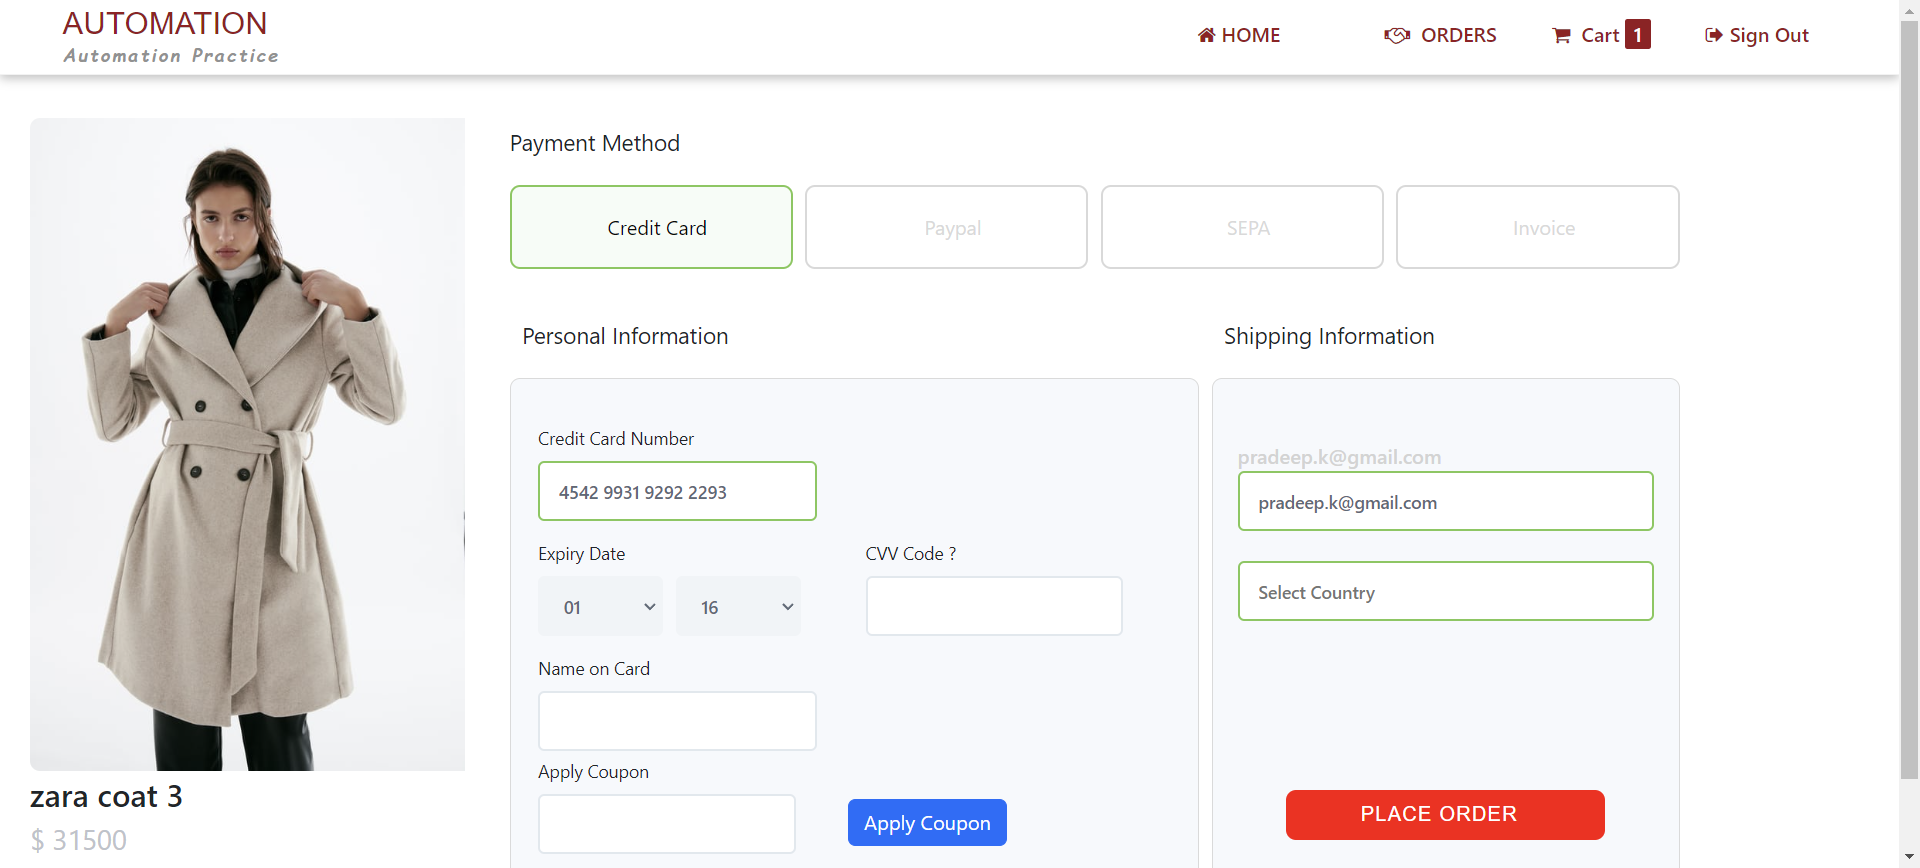 AUTOMATION
Automation Practice
HOME
ORDERS
Cart 1
Sign Out
zara coat 3
$ 31500
Payment Method
Credit Card
Paypal
SEPA
Invoice
Personal Information
Credit Card Number
4542 9931 9292 2293
Expiry Date
01
16
CVV Code ?
Name on Card
Apply Coupon
Apply Coupon
Shipping Information
pradeep.k@gmail.com
pradeep.k@gmail.com
Select Country
PLACE ORDER